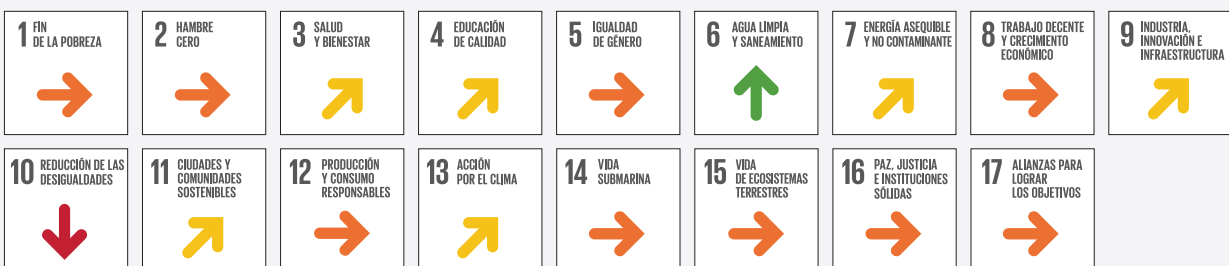 1 FIN
DE LA POBREZA
2 HAMBRE
CERO
3 SALUD
Y BIENESTAR
4 EDUCACIÓN
DE CALIDAD
5 IGUALDAD
DE GÉNERO
6 AGUA LIMPIA
Y SANEAMIENTO
7 ENERGÍA ASEQUIBLE
Y NO CONTAMINANTE
8 TRABAJO DECENTE
Y CRECIMIENTO
ECONÓMICO
9 INDUSTRIA,
INNOVACIÓN E
INFRAESTRUCTURA
10 REDUCCIÓN DE LAS
DESIGUALDADES
11 CIUDADES Y
COMUNIDADES
SOSTENIBLES
12 PRODUCCIÓN
Y CONSUMO
RESPONSABLES
13 ACCIÓN
POR EL CLIMA
14 VIDA
SUBMARINA
15 VIDA
DE ECOSISTEMAS
TERRESTRES
16 PAZ, JUSTICIA
E INSTITUCIONES
SÓLIDAS
17 ALIANZAS PARA
LOGRAR
LOS OBJETIVOS